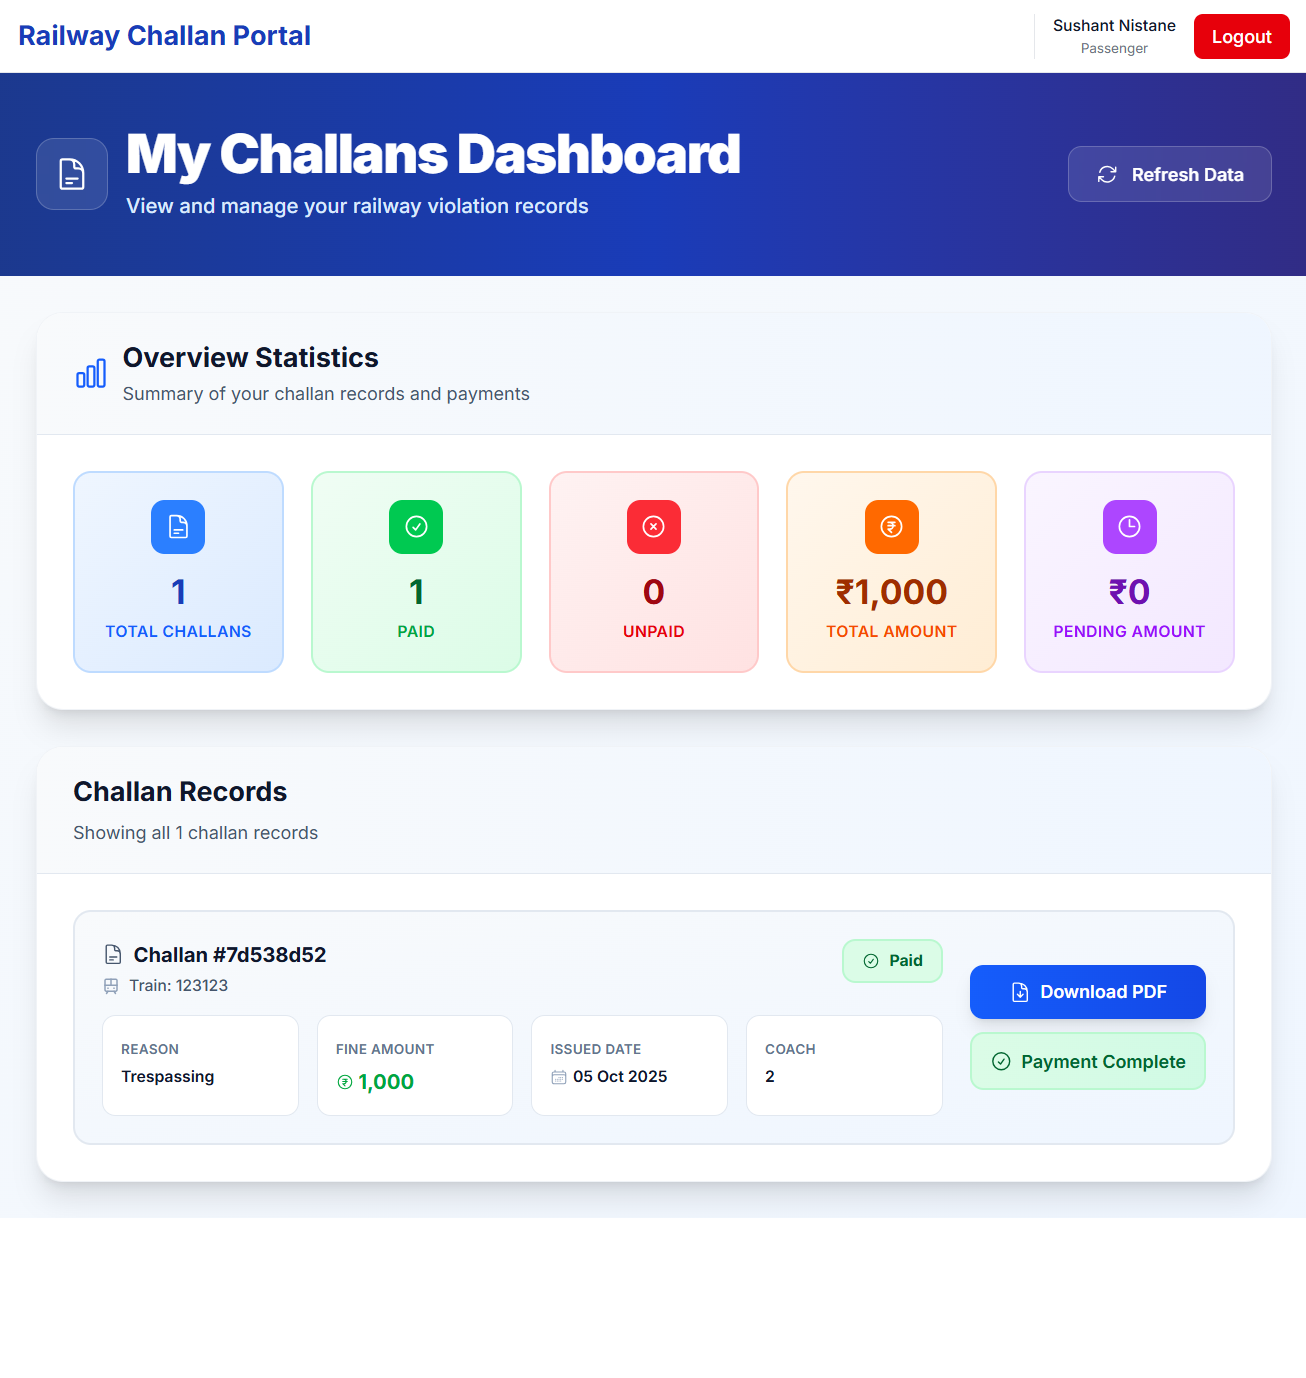 Railway Challan Portal
Sushant Nistane
Passenger
Logout
My Challans Dashboard
View and manage your railway violation records
Refresh Data
Overview Statistics
Summary of your challan records and payments
1
TOTAL CHALLANS
1
PAID
0
UNPAID
₹1,000
TOTAL AMOUNT
₹0
PENDING AMOUNT
Challan Records
Showing all 1 challan records
Challan #7d538d52
Train: 123123
Paid
REASON
Trespassing
FINE AMOUNT
1,000
ISSUED DATE
05 Oct 2025
COACH
2
Download PDF
Payment Complete